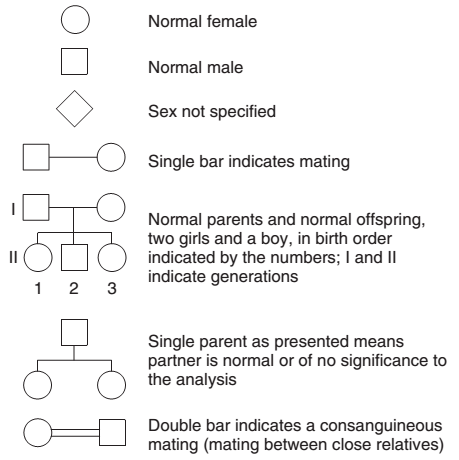 Normal female
Normal male
Sex not specified
Single bar indicates mating
I
II
1 2 3
Normal parents and normal offspring,
two girls and a boy, in birth order
indicated by the numbers; I and II
indicate generations
Single parent as presented means
partner is normal or of no significance to
the analysis
Double bar indicates a consanguineous
mating (mating between close relatives)